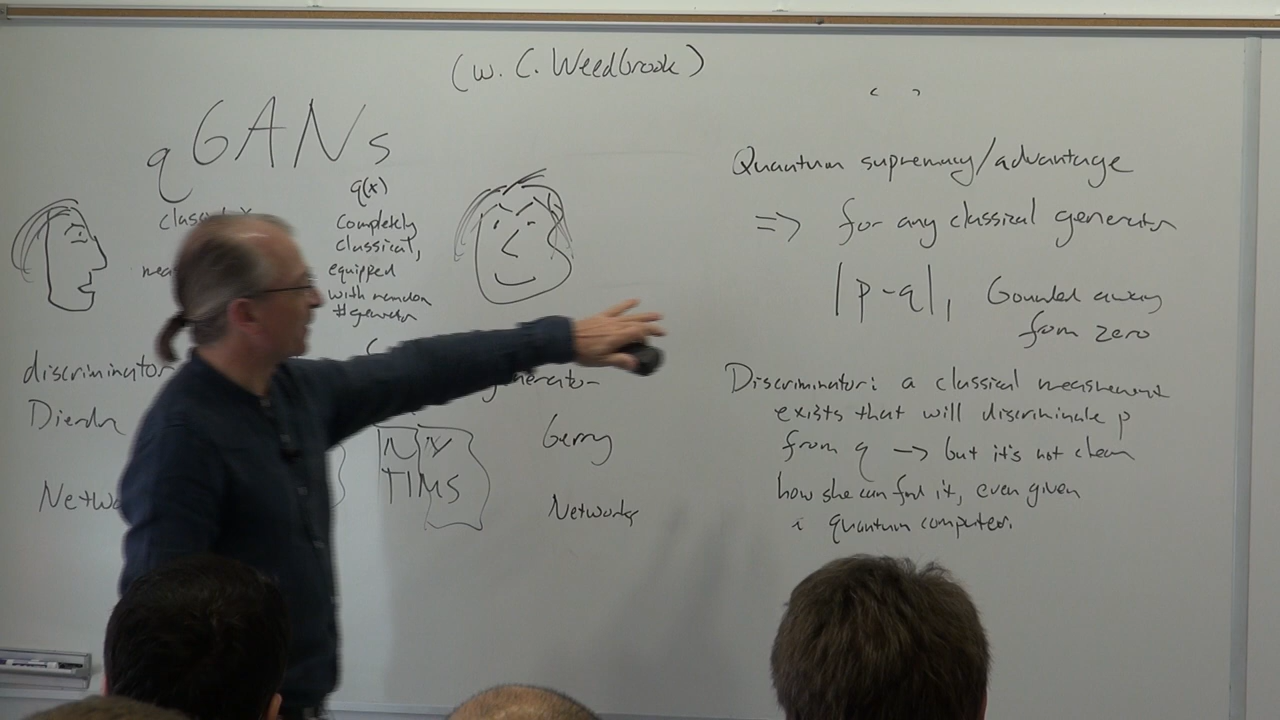 (w. C. Weedbrook)
qGANs
Quantum supremacy/advantage
=> for any classical generator
|p-q|₁ bounded away
from zero
Discriminator: a classical measurement
exists that will discriminate p
from q → but it's not clear
how she can find it, even given
a quantum computer.
q(x)
Completely
classical,
equipped
with random
# generator
discriminator
generator
Gerry
NY
TIMS
Networks